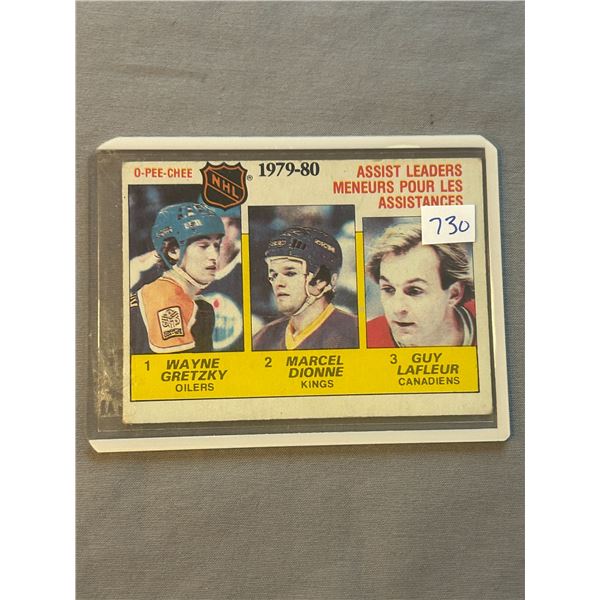 O-PEE-CHEE
NHL
®
1979-80
ASSIST LEADERS
MENEURS POUR LES
ASSISTANCES
730
1 WAYNE
GRETZKY
OILERS
2 MARCEL
DIONNE
KINGS
3 GUY
LAFLEUR
CANADIENS